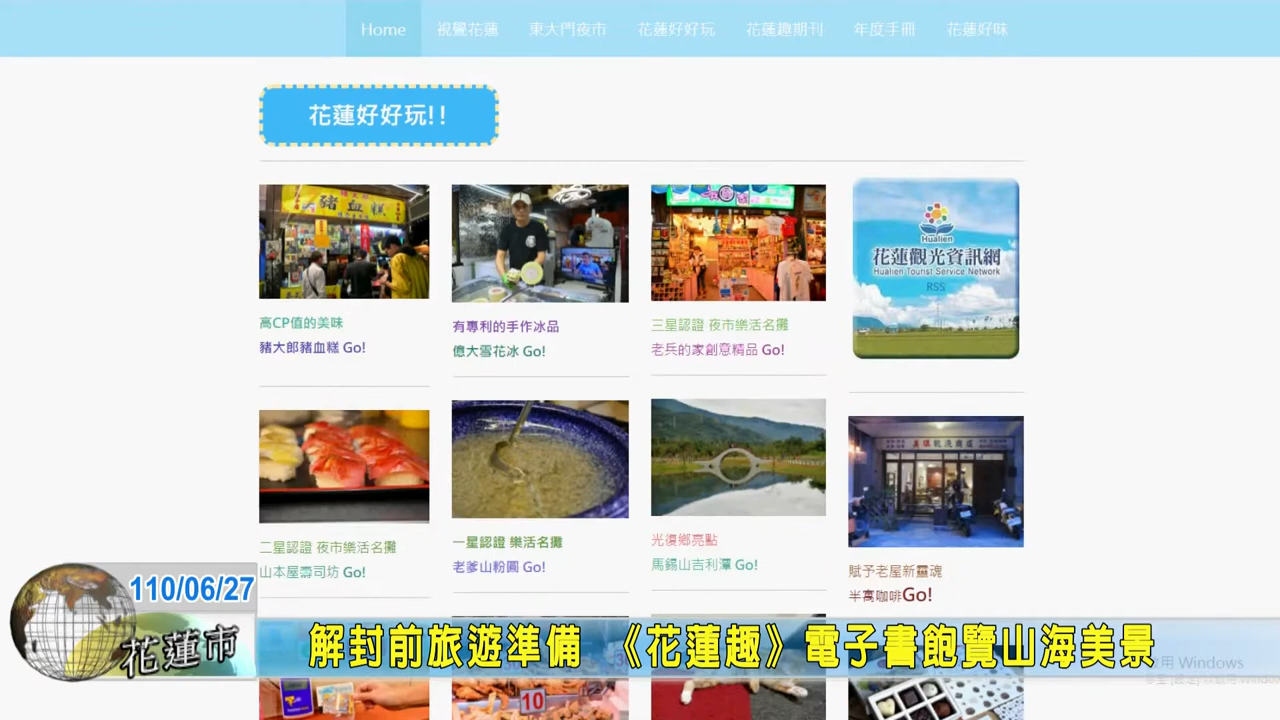 Home 視覺花蓮 東大門夜市 花蓮好好玩 花蓮趣期刊 年度手冊 花蓮好味
花蓮好好玩!!
豬血糕
Hualien
花蓮觀光資訊網
Hualien Tourist Service Network
RSS
高CP值的美味
豬大郎豬血糕 Go!
有專利的手作冰品
億大雪花冰 Go!
三星認證 夜市樂活名攤
老兵的家創意精品 Go!
二星認證 夜市樂活名攤
山本屋壽司坊 Go!
一星認證 樂活名攤
老爹山粉圓 Go!
光復鄉亮點
馬錫山吉利潭 Go!
賦予老屋新靈魂
半寓咖啡Go!
110/06/27
花蓮市
解封前旅遊準備 《花蓮趣》電子書飽覽山海美景
10